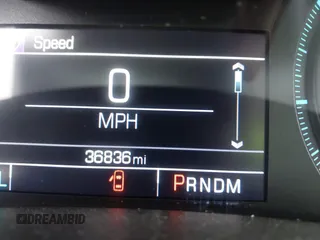 Speed
0
MPH
36836 mi
PRNDM
DREAMBID